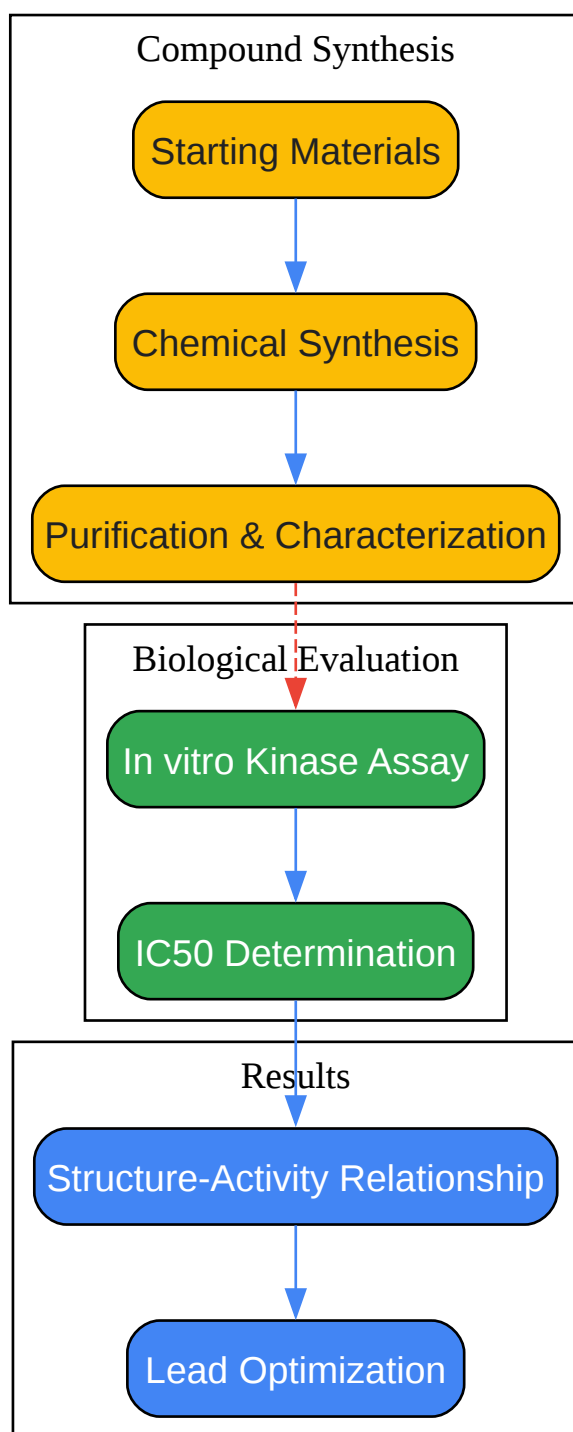 Compound Synthesis
Starting Materials
Chemical Synthesis
Purification & Characterization
Biological Evaluation
In vitro Kinase Assay
IC50 Determination
Results
Structure-Activity Relationship
Lead Optimization